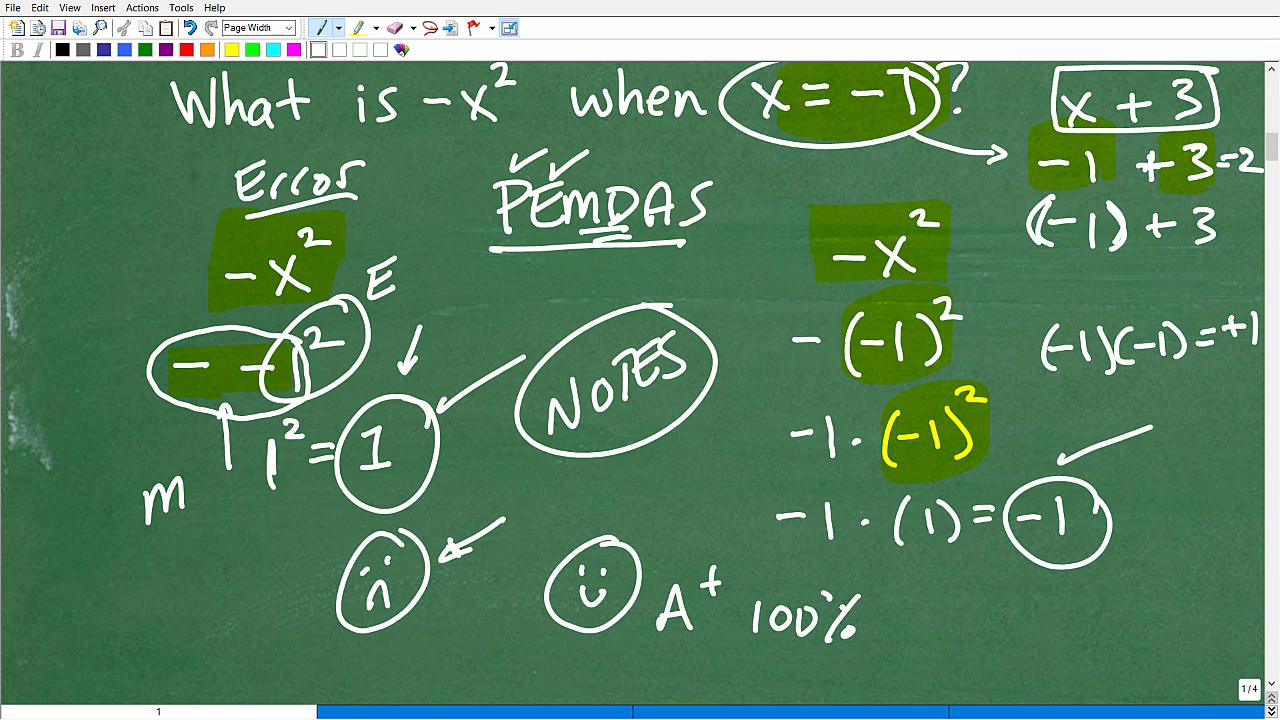 File Edit View Insert Actions Tools Help
Page Width
B I
What is -x² when x = -1?
x + 3
-1 + 3 = 2
(-1) + 3
Erros
-x²
- -1²
E
m
1² = 1
PEMDAS
NOTES
A+ 100%
-x²
-(-1)²
-1 · (-1)²
-1 · (1) = -1
(-1)(-1) = +1
1/4
1